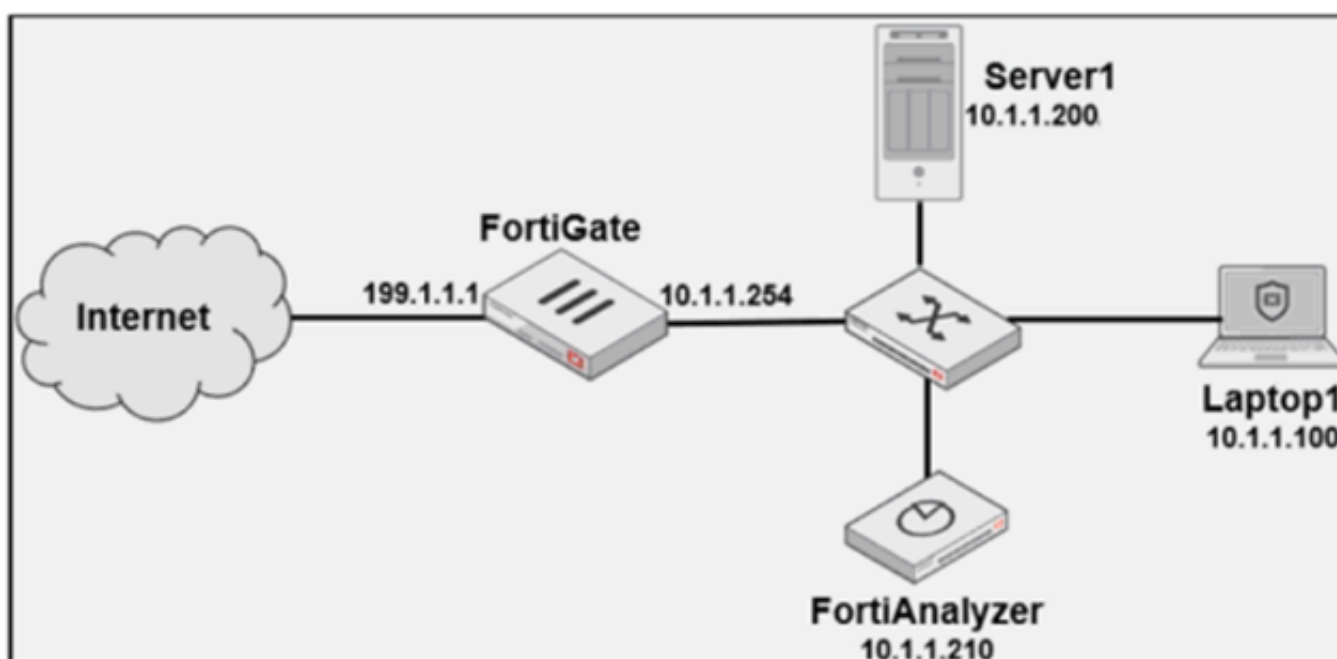 Server1
10.1.1.200
FortiGate
199.1.1.1
10.1.1.254
Internet
Laptop1
10.1.1.100
FortiAnalyzer
10.1.1.210